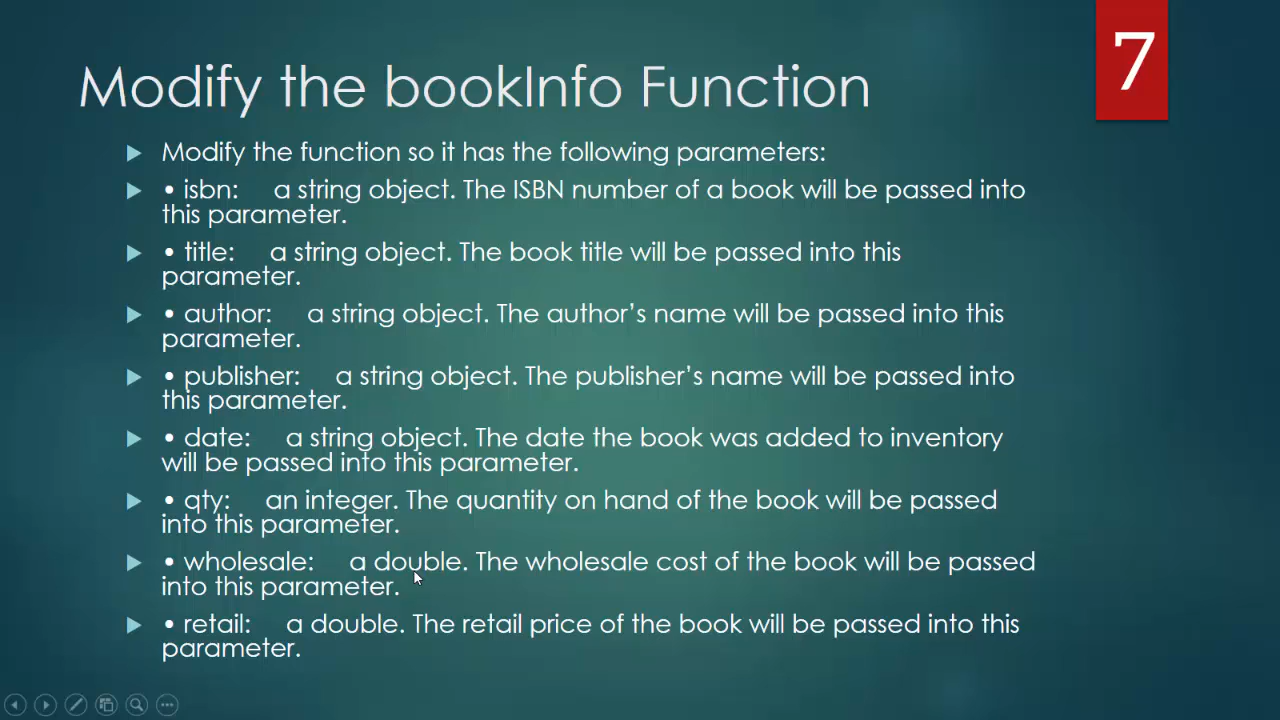 7
Modify the bookInfo Function
Modify the function so it has the following parameters:
• isbn: a string object. The ISBN number of a book will be passed into
this parameter.
• title: a string object. The book title will be passed into this
parameter.
• author: a string object. The author’s name will be passed into this
parameter.
• publisher: a string object. The publisher’s name will be passed into
this parameter.
• date: a string object. The date the book was added to inventory
will be passed into this parameter.
• qty: an integer. The quantity on hand of the book will be passed
into this parameter.
• wholesale: a double. The wholesale cost of the book will be passed
into this parameter.
• retail: a double. The retail price of the book will be passed into this
parameter.